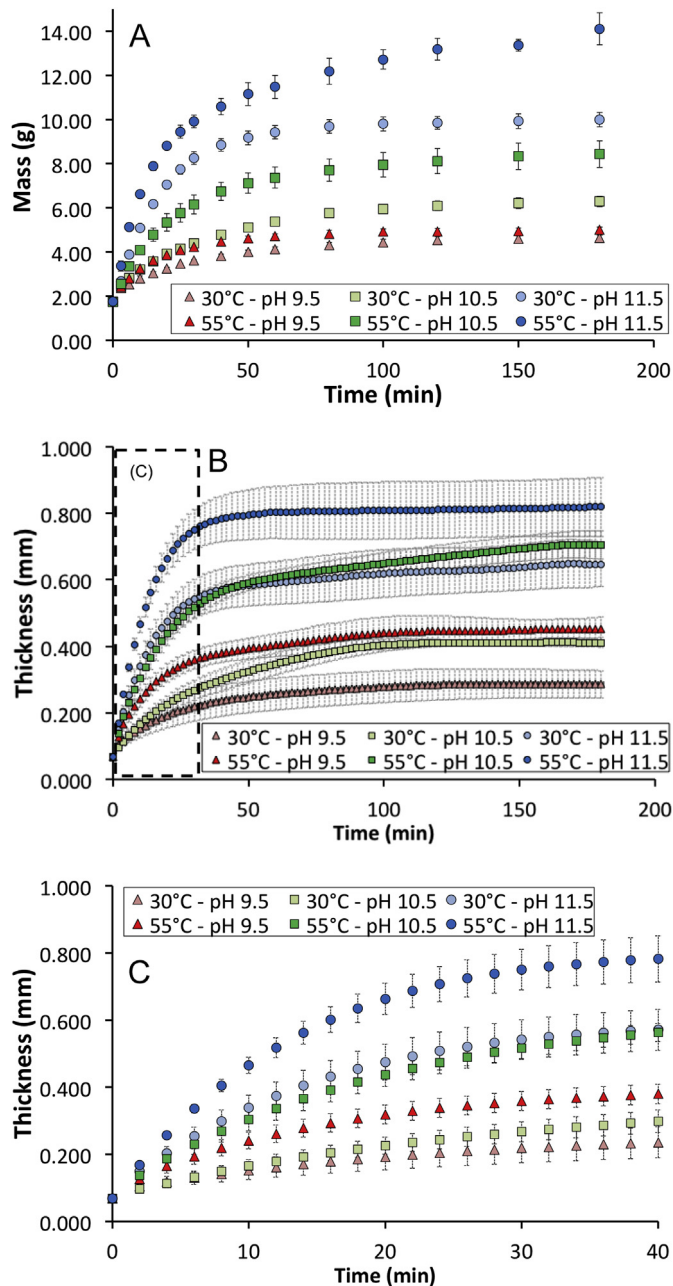 A
Mass (g)
14.00
12.00
10.00
8.00
6.00
4.00
2.00
0.00
30°C - pH 9.5 30°C - pH 10.5 30°C - pH 11.5
55°C - pH 9.5 55°C - pH 10.5 55°C - pH 11.5
0 50 100 150 200
Time (min)
B
(C)
Thickness (mm)
1.000
0.800
0.600
0.400
0.200
0.000
30°C - pH 9.5 30°C - pH 10.5 30°C - pH 11.5
55°C - pH 9.5 55°C - pH 10.5 55°C - pH 11.5
0 50 100 150 200
Time (min)
C
Thickness (mm)
1.000
0.800
0.600
0.400
0.200
0.000
30°C - pH 9.5 30°C - pH 10.5 30°C - pH 11.5
55°C - pH 9.5 55°C - pH 10.5 55°C - pH 11.5
0 10 20 30 40
Time (min)